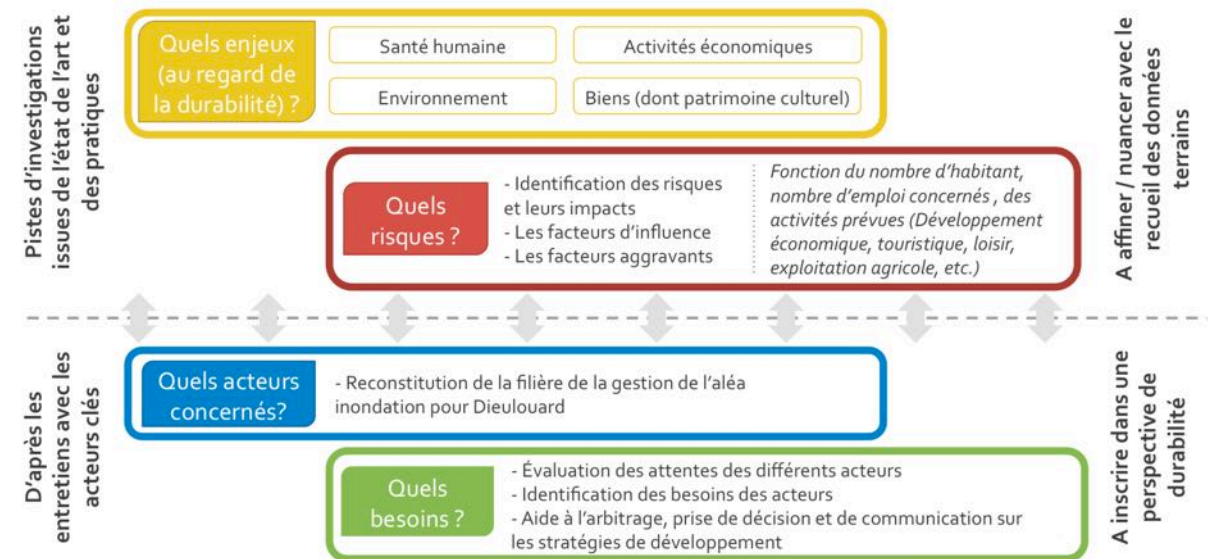 Pistes d'investigations
issues de l'état de l'art et
des pratiques
Quels enjeux
(au regard de
la durabilité) ?
Santé humaine
Activités économiques
Environnement
Biens (dont patrimoine culturel)
Quels
risques ?
- Identification des risques
et leurs impacts
- Les facteurs d'influence
- Les facteurs aggravants
Fonction du nombre d'habitant,
nombre d'emploi concernés , des
activités prévues (Développement
économique, touristique, loisir,
exploitation agricole, etc.)
A affiner / nuancer avec le
recueil des données
terrains
D'après les
entretiens avec les
acteurs clés
Quels acteurs
concernés?
- Reconstitution de la filière de la gestion de l'aléa
inondation pour Dieulouard
Quels
besoins ?
- Évaluation des attentes des différents acteurs
- Identification des besoins des acteurs
- Aide à l'arbitrage, prise de décision et de communication sur
les stratégies de développement
A inscrire dans une
perspective de
durabilité